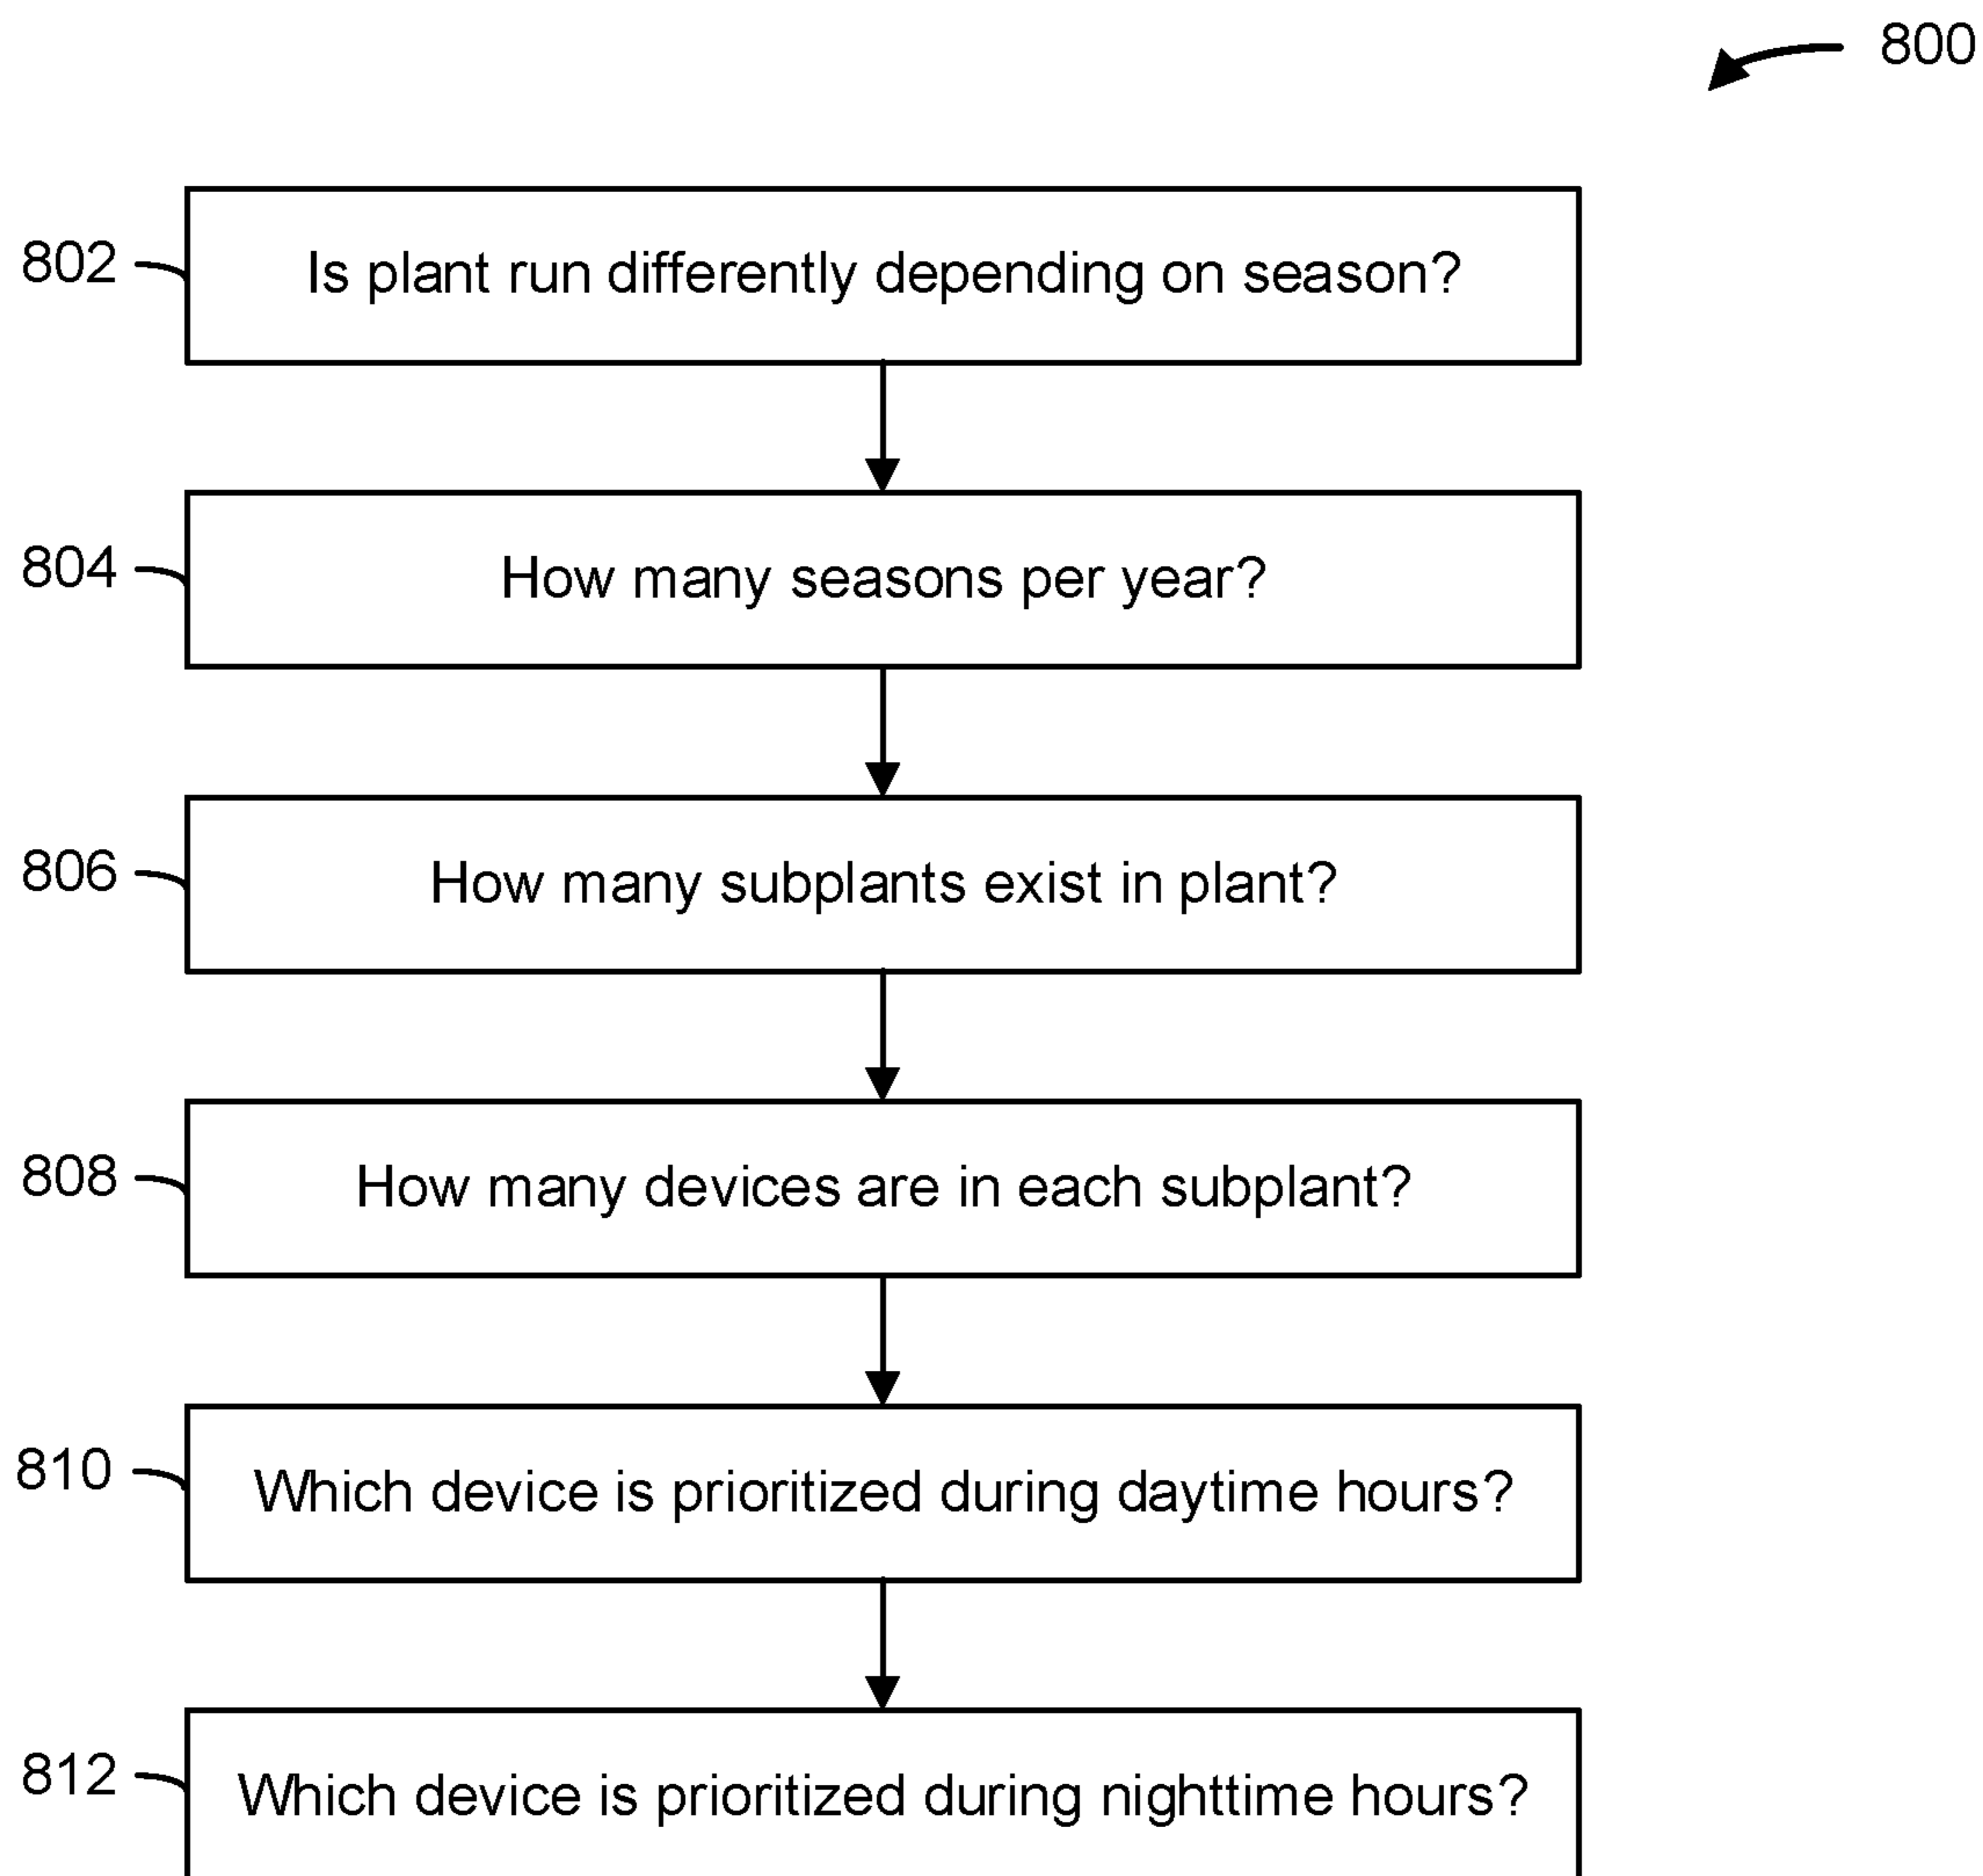 800
802
Is plant run differently depending on season?
804
How many seasons per year?
806
How many subplants exist in plant?
808
How many devices are in each subplant?
810
Which device is prioritized during daytime hours?
812
Which device is prioritized during nighttime hours?